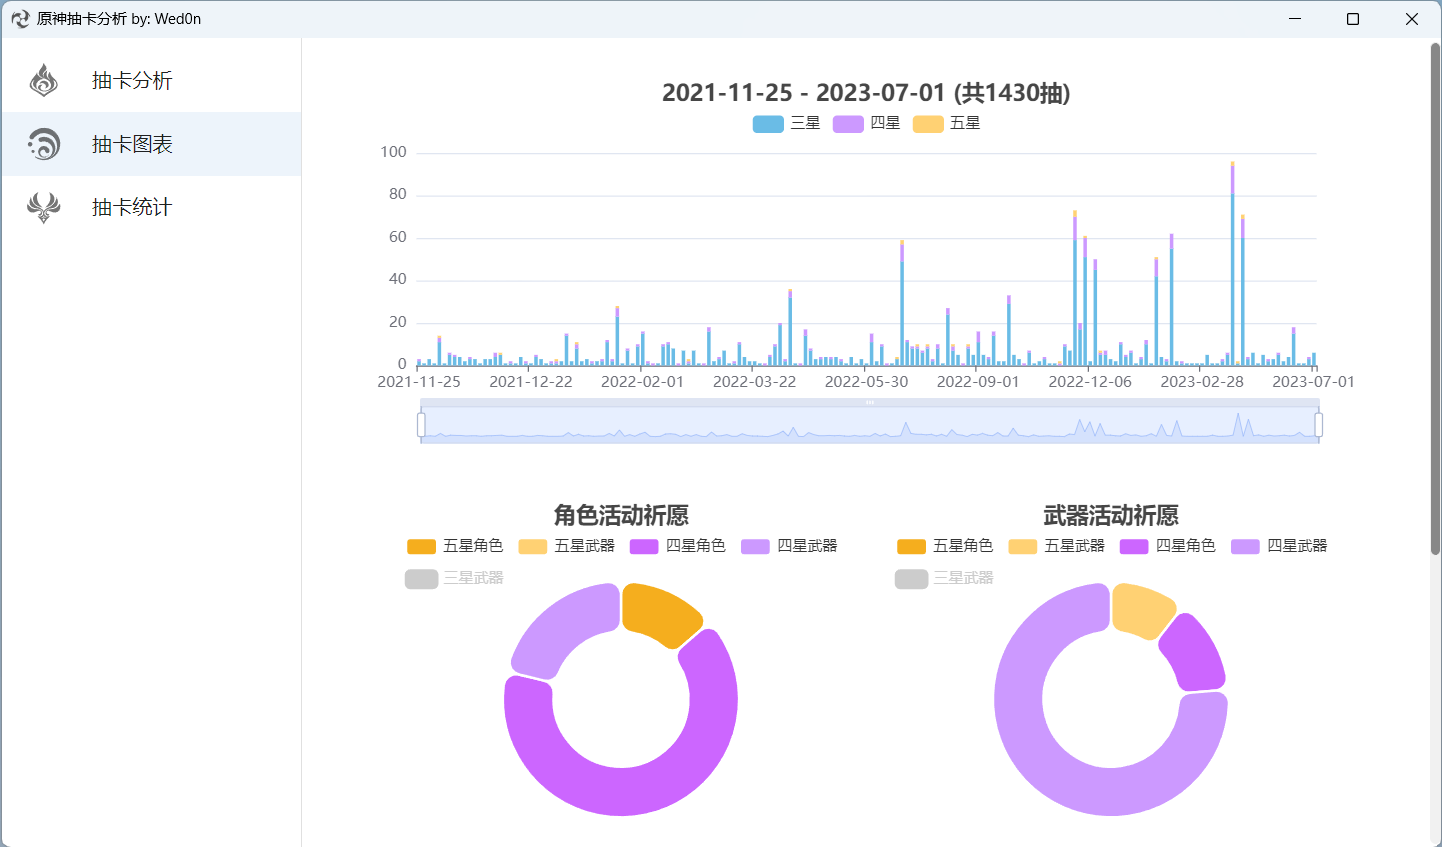 原神抽卡分析 by: Wed0n
抽卡分析
抽卡图表
抽卡统计
2021-11-25 - 2023-07-01 (共1430抽)
三星 四星 五星
100
80
60
40
20
0
2021-11-25 2021-12-22 2022-02-01 2022-03-22 2022-05-30 2022-09-01 2022-12-06 2023-02-28 2023-07-01
角色活动祈愿
五星角色 五星武器 四星角色 四星武器
三星武器
武器活动祈愿
五星角色 五星武器 四星角色 四星武器
三星武器